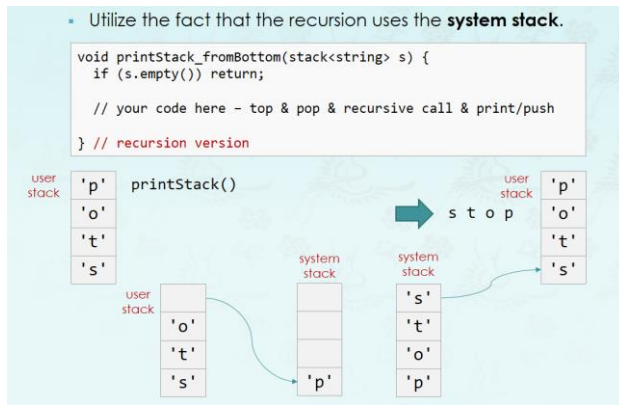 ▪ Utilize the fact that the recursion uses the system stack.
void printStack_fromBottom(stack<string> s) {
if (s.empty()) return;
// your code here – top & pop & recursive call & print/push
} // recursion version
user
stack
'p'
'o'
't'
's'
printStack()
s t o p
user
stack
'p'
'o'
't'
's'
user
stack
'o'
't'
's'
system
stack
'p'
system
stack
's'
't'
'o'
'p'